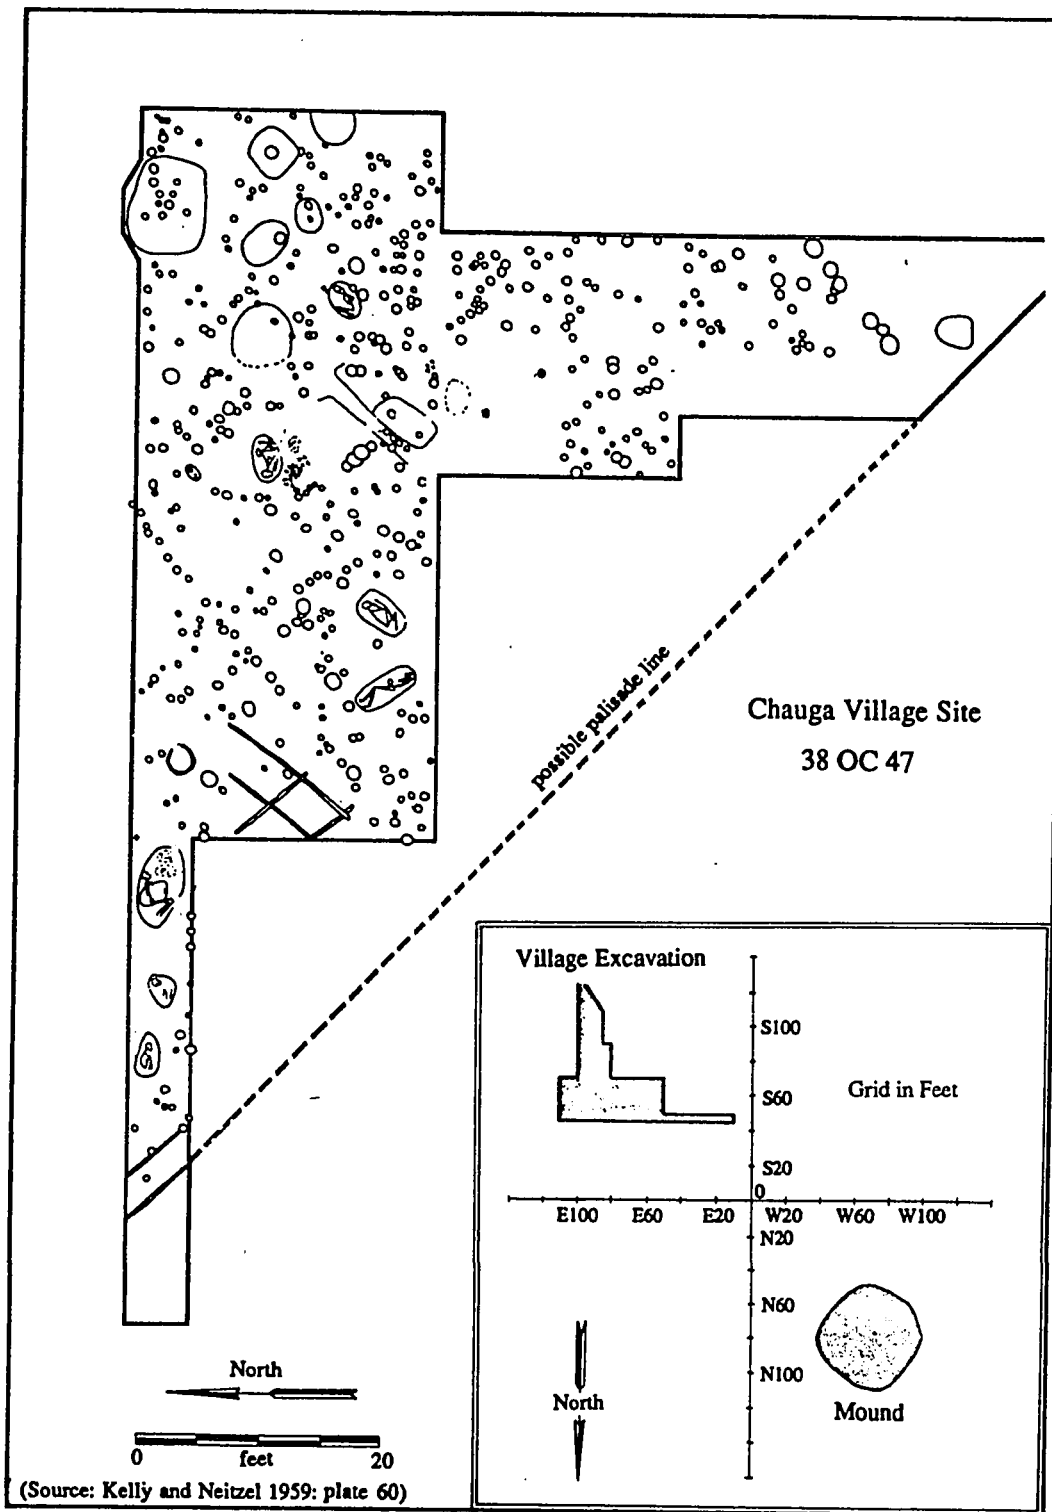 possible palisade line
Chauga Village Site
38 OC 47
Village Excavation
S100
S60
Grid in Feet
S20
0
E100 E60 E20 W20 W60 W100
N20
N60
N100
North
Mound
North
0 feet 20
(Source: Kelly and Neitzel 1959: plate 60)